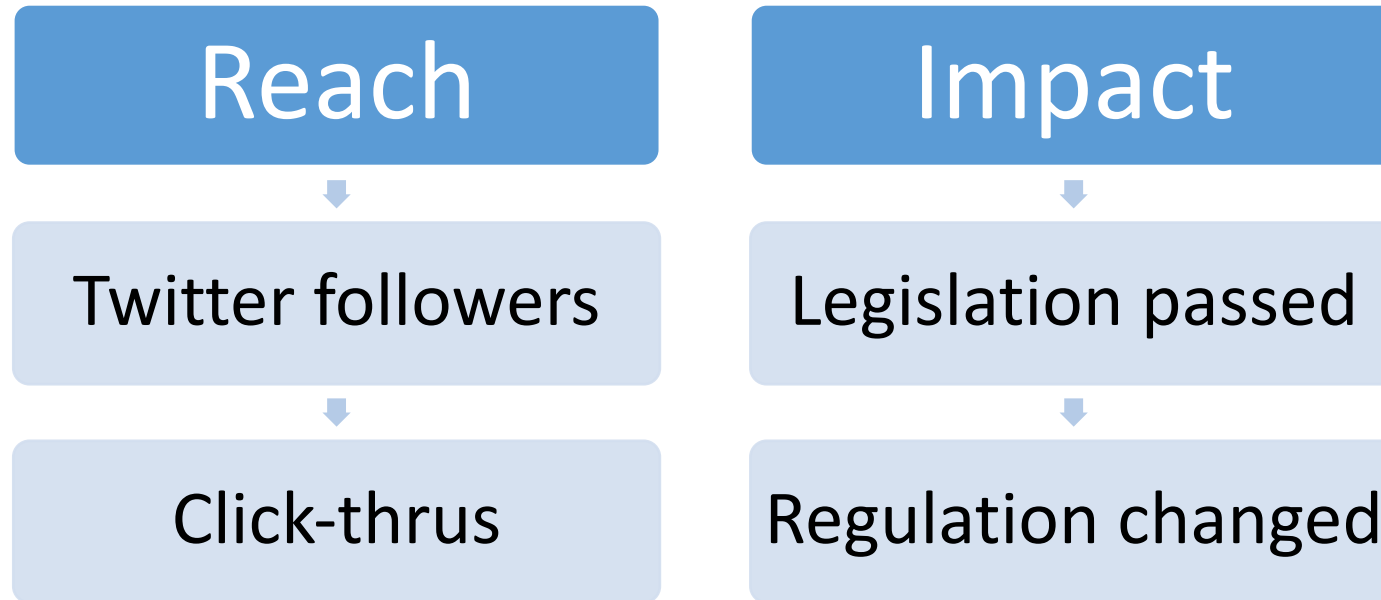 Reach
Twitter followers
Click-thrus
Impact
Legislation passed
Regulation changed